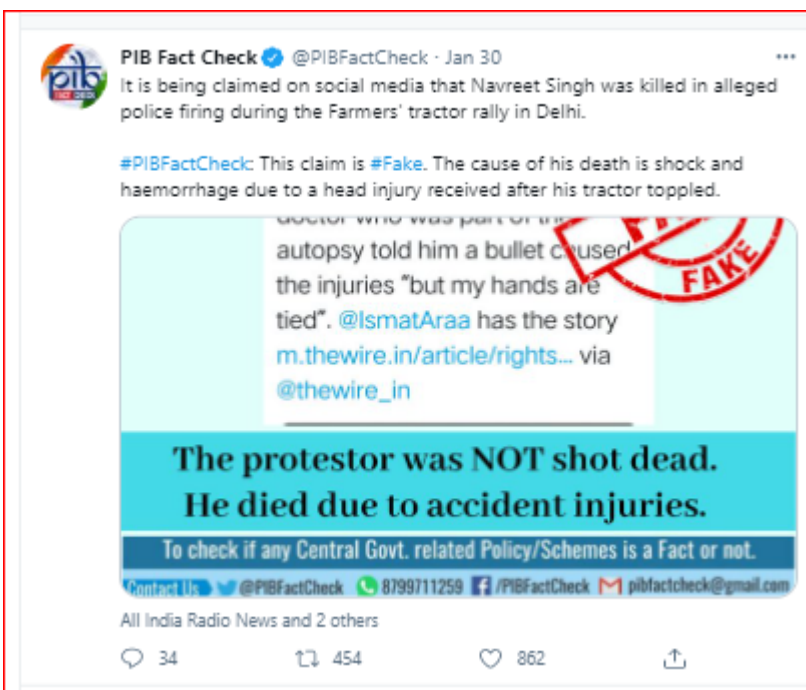 PIB Fact Check @PIBFactCheck · Jan 30
It is being claimed on social media that Navreet Singh was killed in alleged
police firing during the Farmers' tractor rally in Delhi.
#PIBFactCheck: This claim is #Fake. The cause of his death is shock and
haemorrhage due to a head injury received after his tractor toppled.
doctor who was part of the
autopsy told him a bullet caused
the injuries "but my hands are
tied". @IsmatAraa has the story
m.thewire.in/article/rights... via
@thewire_in
FAKE
The protestor was NOT shot dead.
He died due to accident injuries.
To check if any Central Govt. related Policy/Schemes is a Fact or not.
Contact Us @PIBFactCheck 8799711259 /PIBFactCheck pibfactcheck@gmail.com
All India Radio News and 2 others
34 454 862